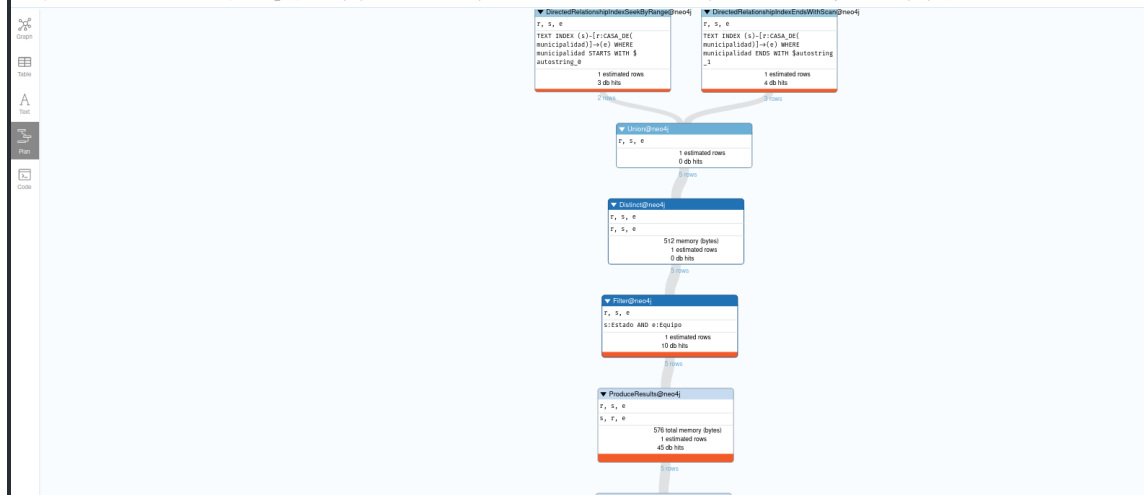 Graph
Table
Text
Plan
Code
DirectedRelationshipIndexSeekByRange@neo4j
r, s, e
TEXT INDEX (s)-[r:CASA_DE(
municipalidad)]->(e) WHERE
municipalidad STARTS WITH $
autostring_0
1 estimated rows
3 db hits
2 rows
DirectedRelationshipIndexEndsWithScan@neo4j
r, s, e
TEXT INDEX (s)-[r:CASA_DE(
municipalidad)]->(e) WHERE
municipalidad ENDS WITH $autostring
_1
1 estimated rows
4 db hits
3 rows
Union@neo4j
r, s, e
1 estimated rows
0 db hits
5 rows
Distinct@neo4j
r, s, e
r, s, e
512 memory (bytes)
1 estimated rows
0 db hits
5 rows
Filter@neo4j
r, s, e
s:Estado AND e:Equipo
1 estimated rows
10 db hits
5 rows
ProduceResults@neo4j
r, s, e
s, r, e
576 total memory (bytes)
1 estimated rows
45 db hits
5 rows